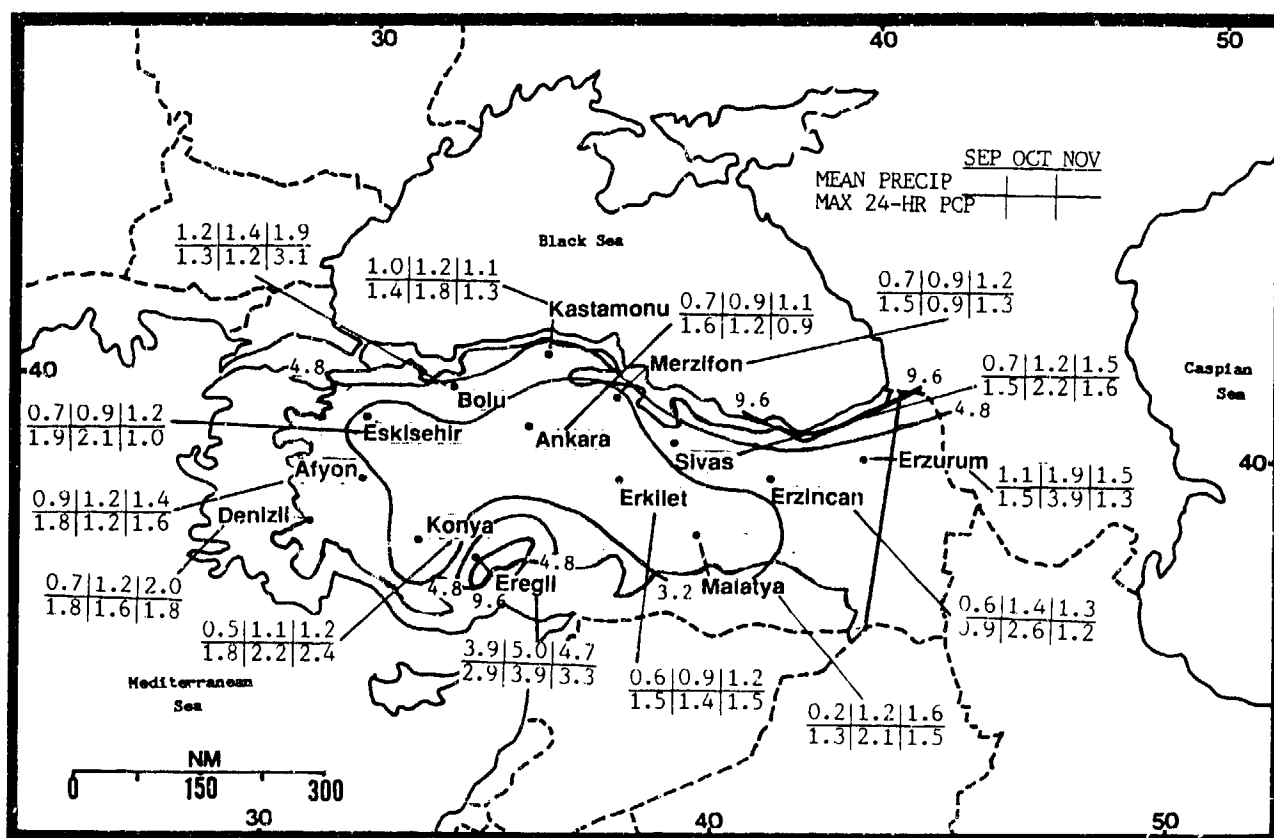 30 40 50
SEP OCT NOV
MEAN PRECIP
MAX 24-HR PCP
1.2|1.4|1.9
1.3|1.2|3.1
Black Sea
1.0|1.2|1.1
1.4|1.8|1.3
Kastamonu
0.7|0.9|1.1
1.6|1.2|0.9
0.7|0.9|1.2
1.5|0.9|1.3
Merzifon
40
4.8
Caspian
Sea
0.7|1.2|1.5
1.5|2.2|1.6
9.6
9.6
4.8
Bolu
0.7|0.9|1.2
1.9|2.1|1.0
Eskisehir
Ankara
Sivas
Erzurum
40
Afyon
1.1|1.9|1.5
1.5|3.9|1.3
0.9|1.2|1.4
1.8|1.2|1.6
Erkilet
Erzincan
Denizli
Konya
4.8
4.8
Eregli
9.6
3.2
Malatya
0.7|1.2|2.0
1.8|1.6|1.8
0.6|1.4|1.3
0.9|2.6|1.2
0.5|1.1|1.2
1.8|2.2|2.4
3.9|5.0|4.7
2.9|3.9|3.3
0.6|0.9|1.2
1.5|1.4|1.5
0.2|1.2|1.6
1.3|2.1|1.5
Mediterranean
Sea
NM
0 150 300
30 40 50